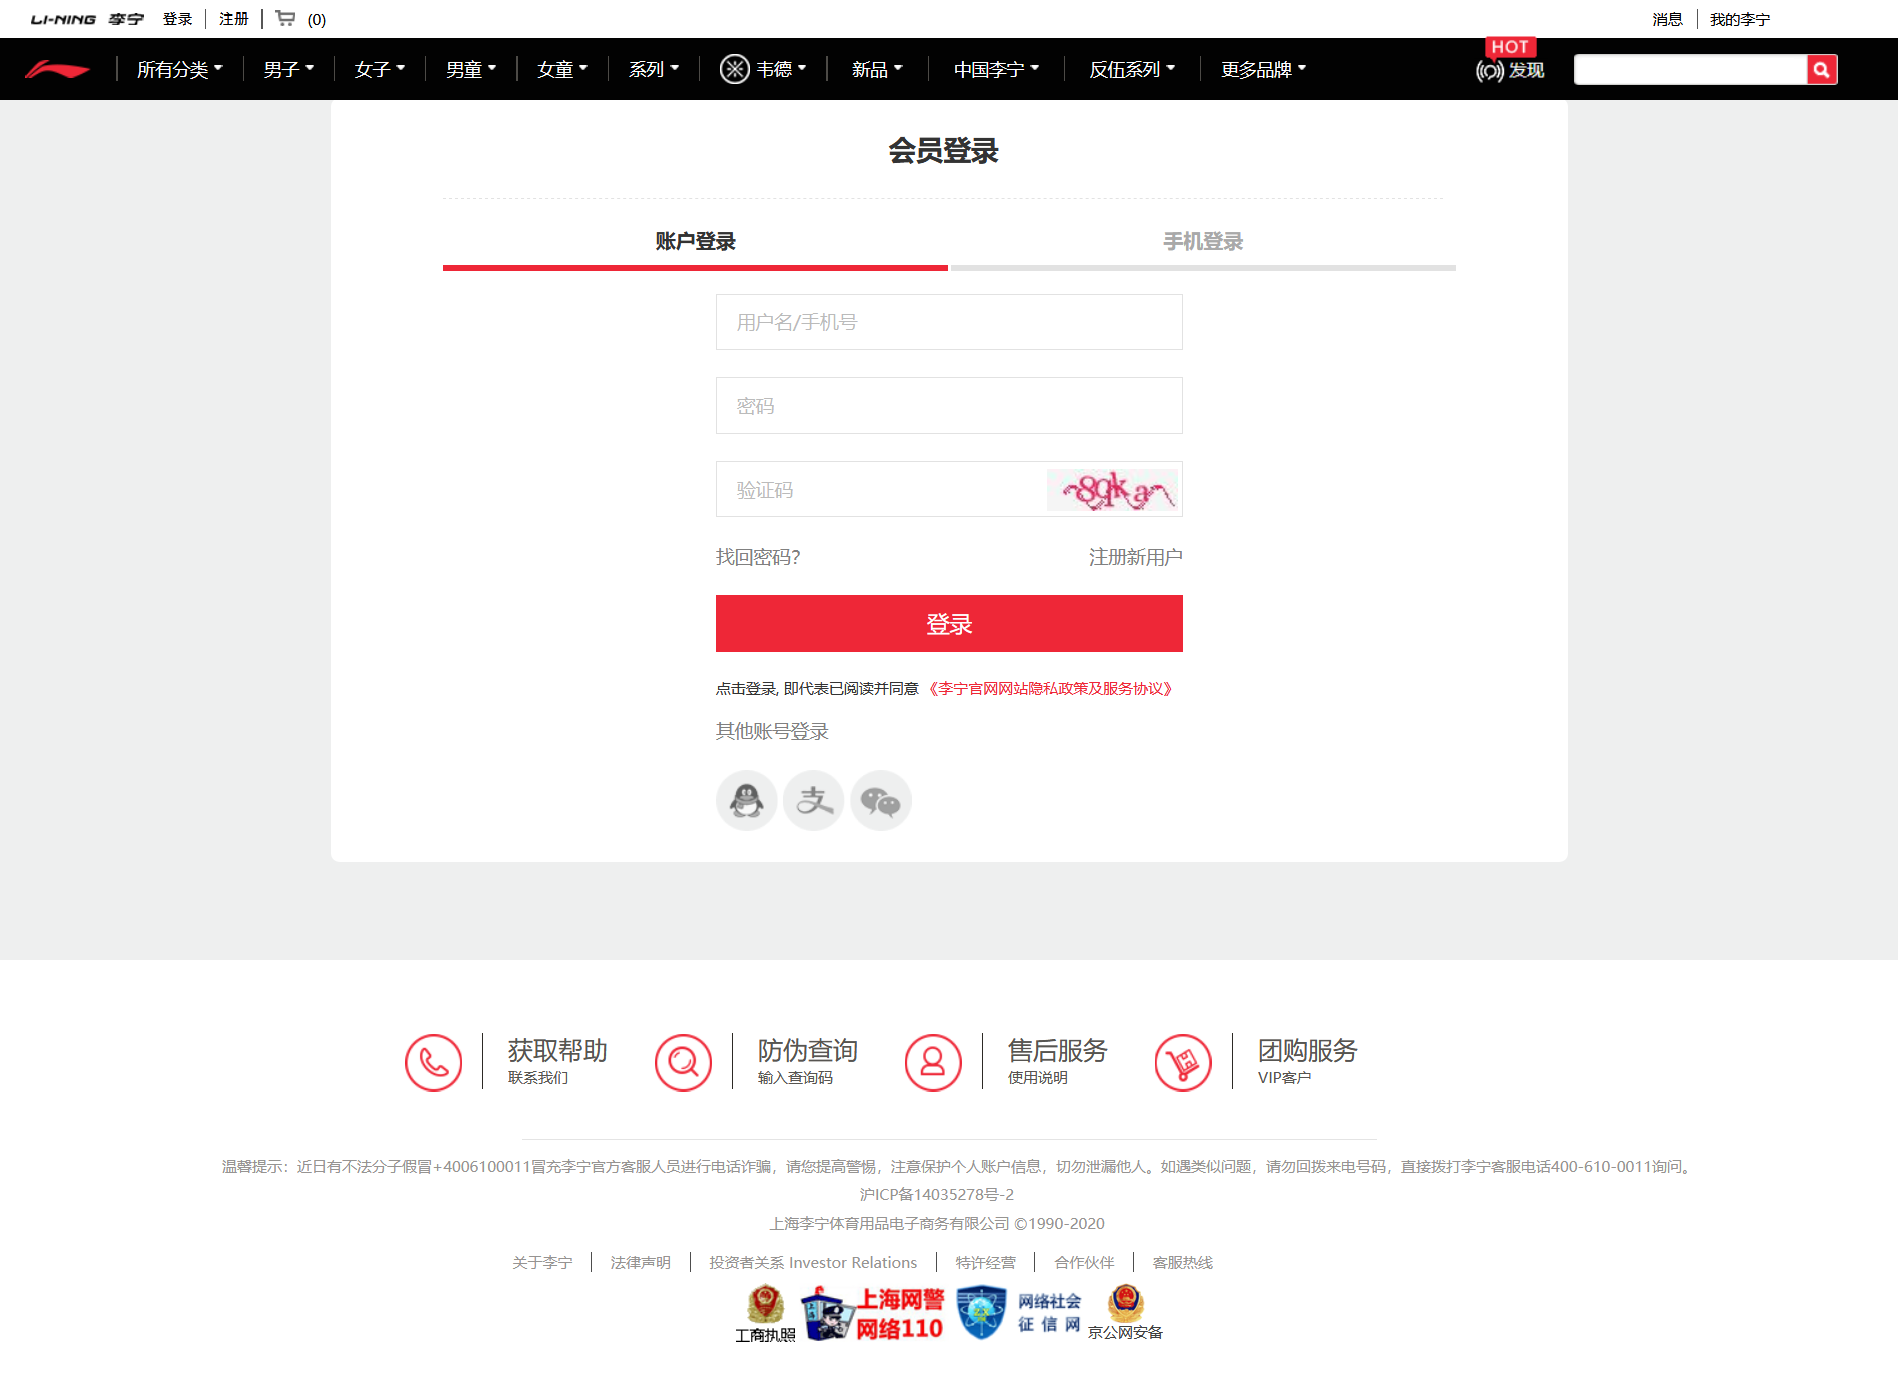 LI-NING 李宁 登录 注册 (0) 消息 我的李宁
所有分类 男子 女子 男童 女童 系列 韦德 新品 中国李宁 反伍系列 更多品牌 HOT 发现
会员登录
账户登录 手机登录
用户名/手机号
密码
验证码 8qka
找回密码? 注册新用户
登录
点击登录, 即代表已阅读并同意 《李宁官网网站隐私政策及服务协议》
其他账号登录
支
获取帮助 防伪查询 售后服务 团购服务
联系我们 输入查询码 使用说明 VIP客户
温馨提示：近日有不法分子假冒+4006100011冒充李宁官方客服人员进行电话诈骗，请您提高警惕，注意保护个人账户信息，切勿泄漏他人。如遇类似问题，请勿回拨来电号码，直接拨打李宁客服电话400-610-0011询问。
沪ICP备14035278号-2
上海李宁体育用品电子商务有限公司 ©1990-2020
关于李宁 法律声明 投资者关系 Investor Relations 特许经营 合作伙伴 客服热线
上海网警 网络社会
网络110 征信网
工商执照 京公网安备